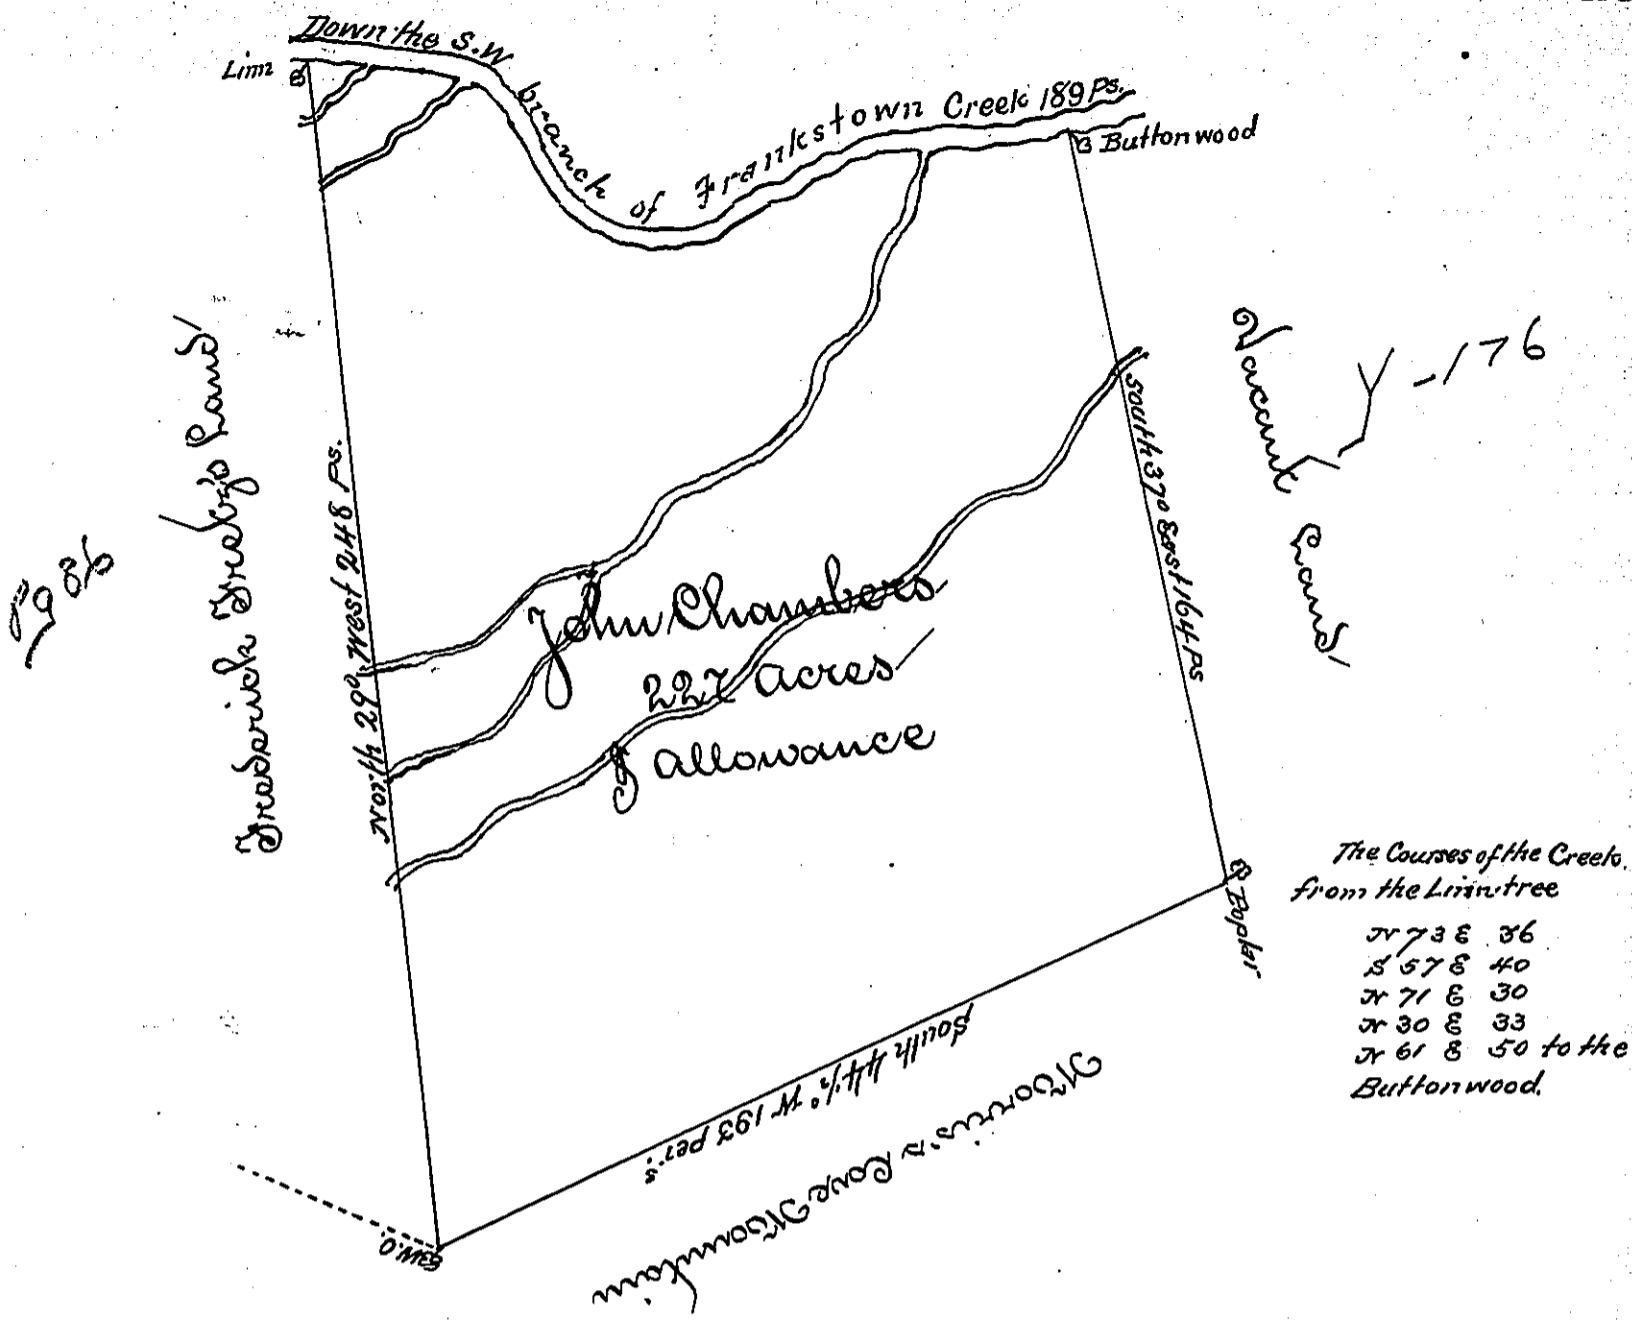 Down the S.W branch of Frankstown Creek 189 Ps.
Linn
Buttonwood
Frederick
Land
North 29° West 248 Ps.
South 37° East 164 Ps
Vacant Land
Y-176
Pg 86
John Chambers
227 acres
& allowance
Poplar
South 44½° W 193 per:s
Morris's Cove Mountain
W.O.
The Courses of the Creek.
from the Linn tree
N 73 E 36
S 57 E 40
N 71 E 30
N 30 E 33
N 61 E 50 to the
Buttonwood.